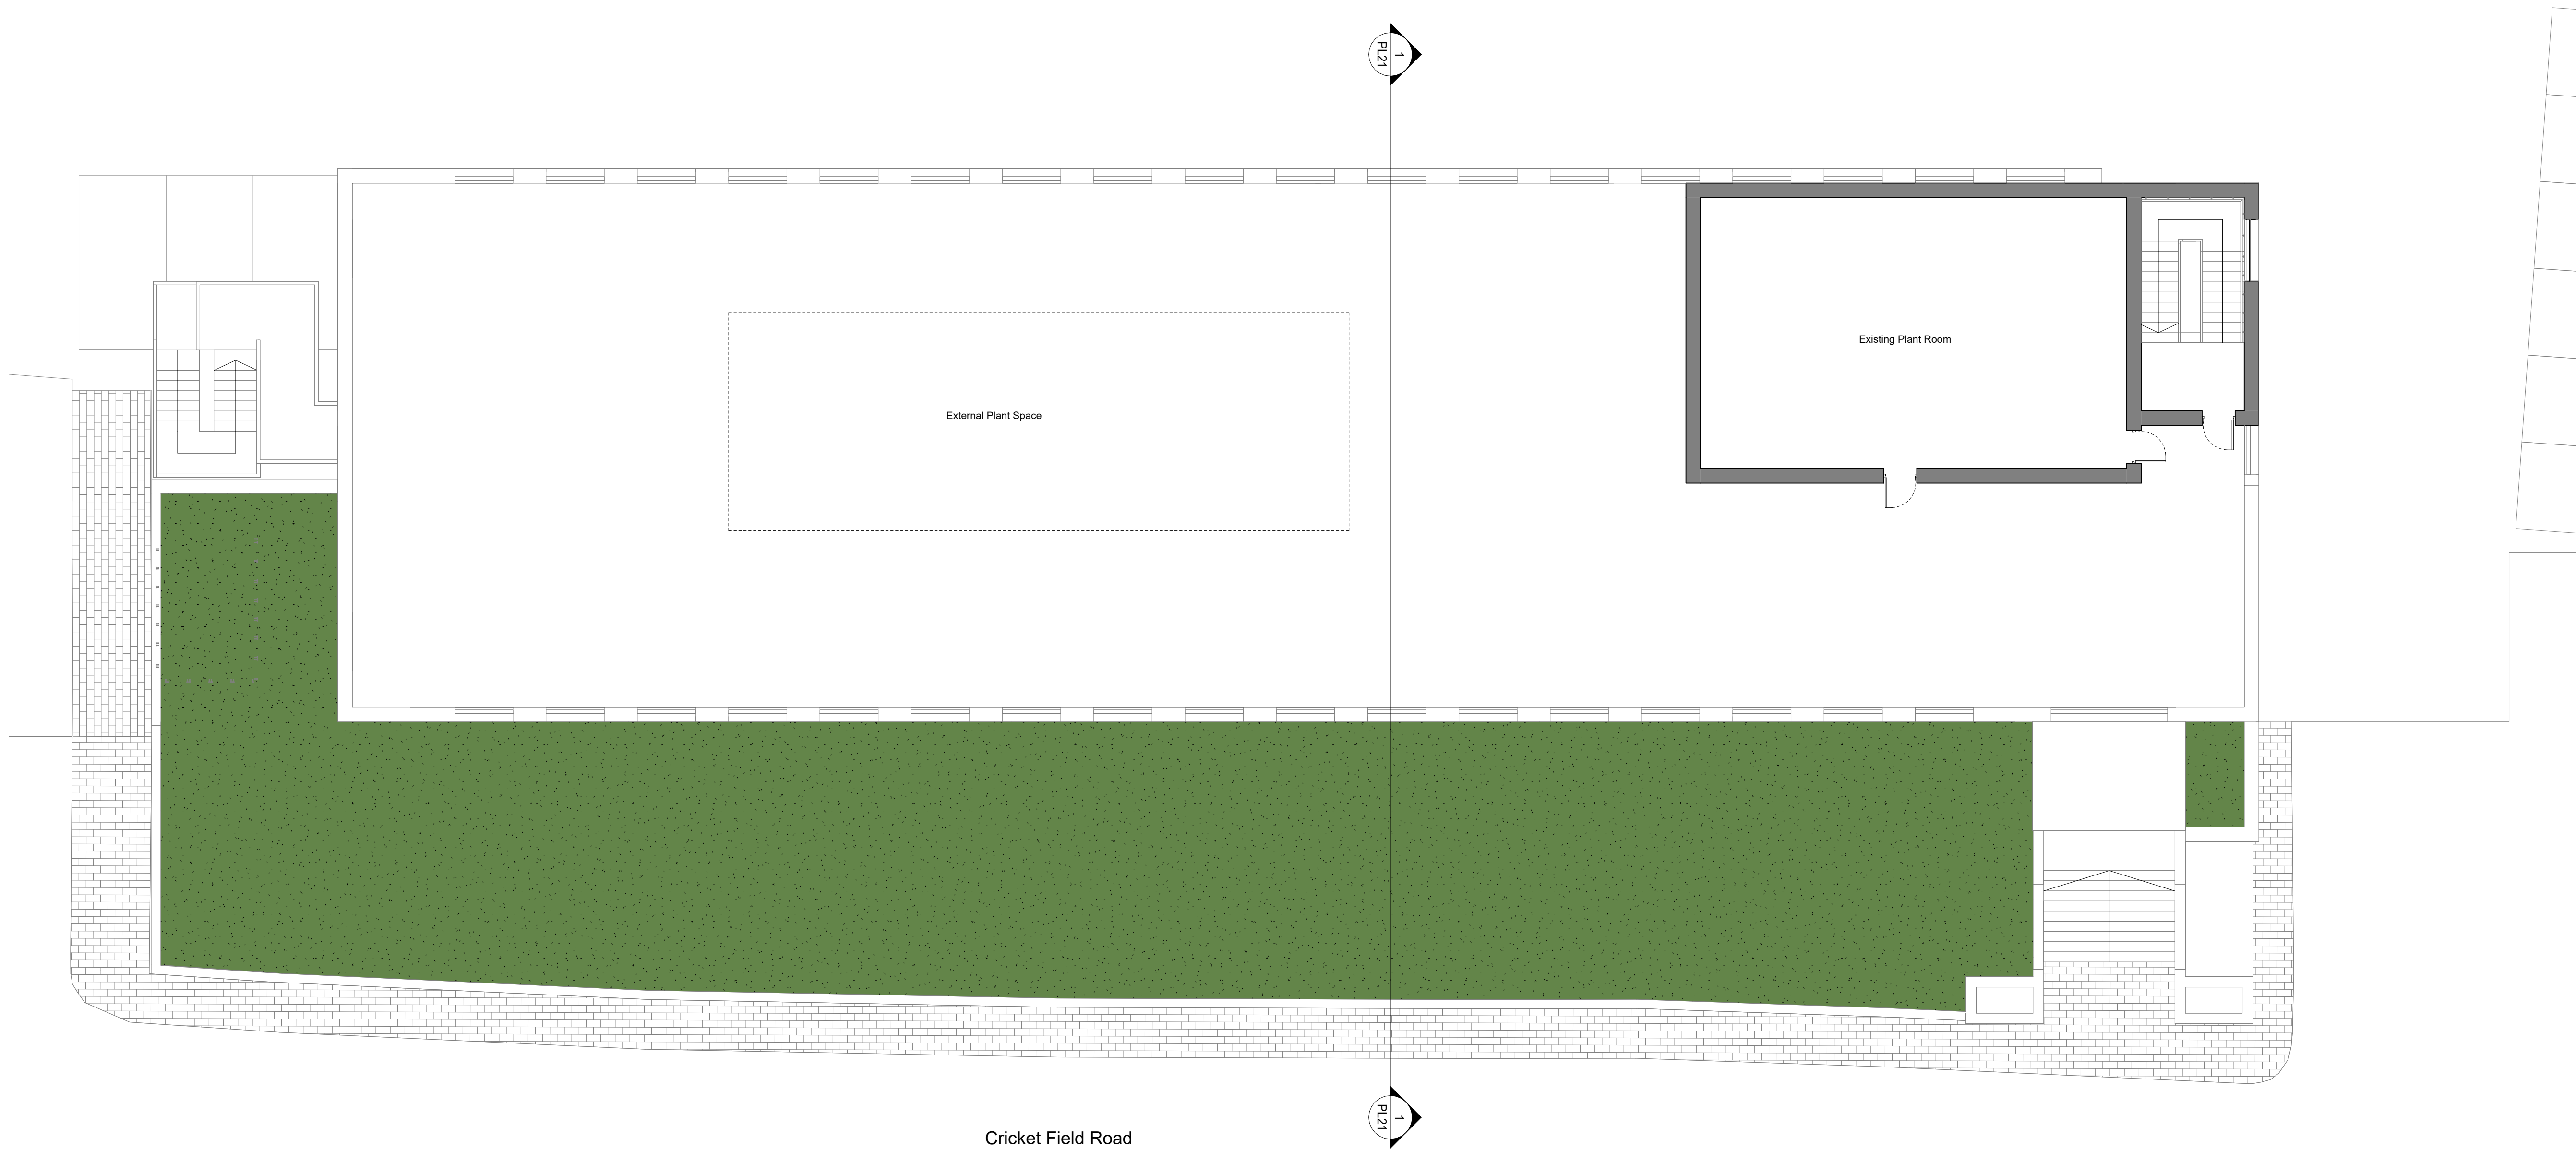 1
PL21
Existing Plant Room
External Plant Space
1
PL21
Cricket Field Road